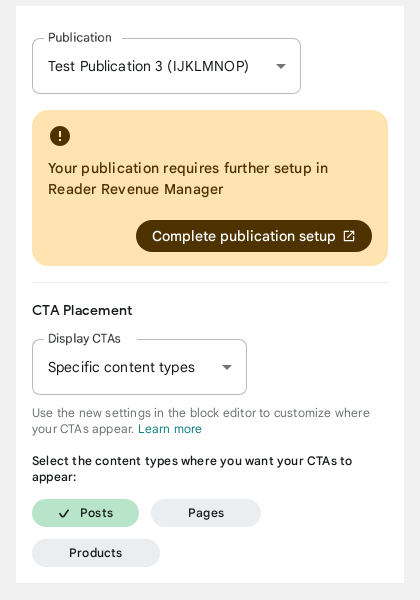 Publication
Test Publication 3 (IJKLMNOP)
Your publication requires further setup in
Reader Revenue Manager
Complete publication setup
CTA Placement
Display CTAs
Specific content types
Use the new settings in the block editor to customize where
your CTAs appear. Learn more
Select the content types where you want your CTAs to
appear:
Posts
Pages
Products